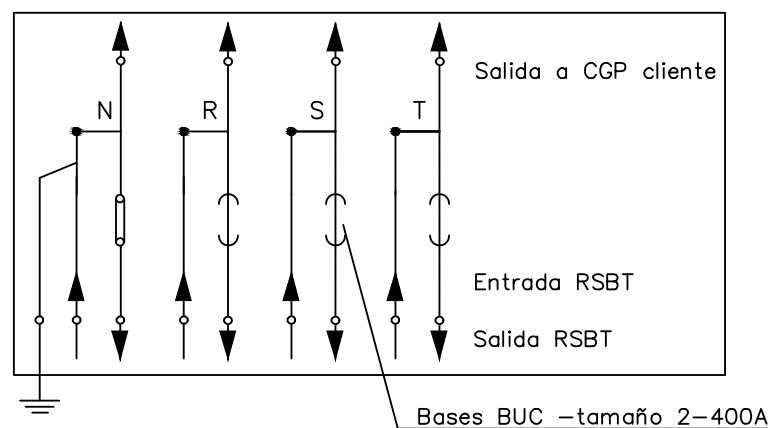 Salida a CGP cliente
N R S T
Entrada RSBT
Salida RSBT
Bases BUC -tamaño 2-400A